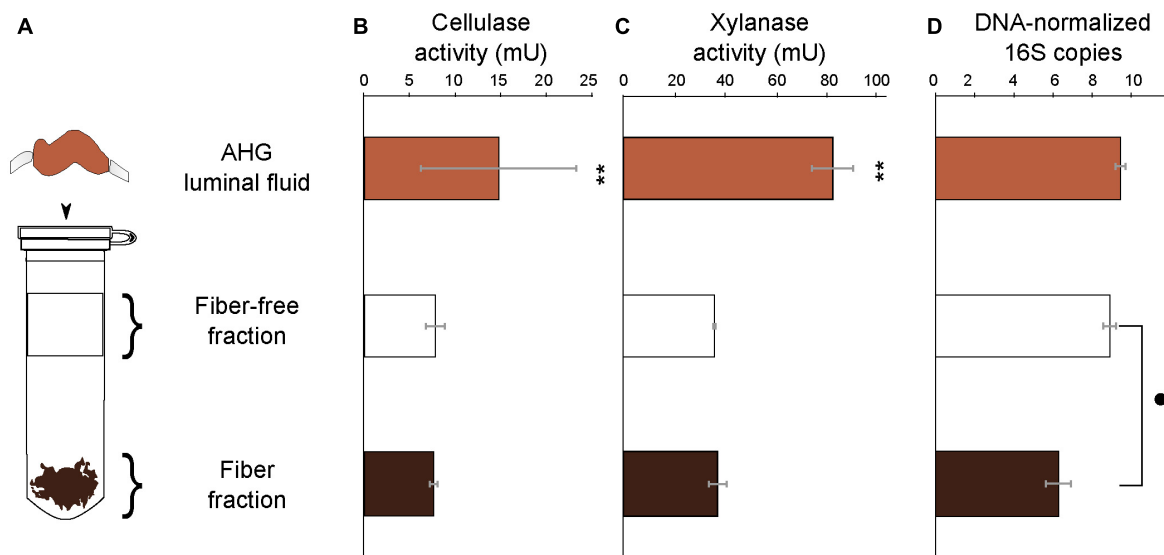 A
B
Cellulase
activity (mU)
0 5 10 15 20 25
C
Xylanase
activity (mU)
0 20 40 60 80 100
D
DNA-normalized
16S copies
0 2 4 6 8 10
AHG
luminal fluid
**
**
Fiber-free
fraction
Fiber
fraction